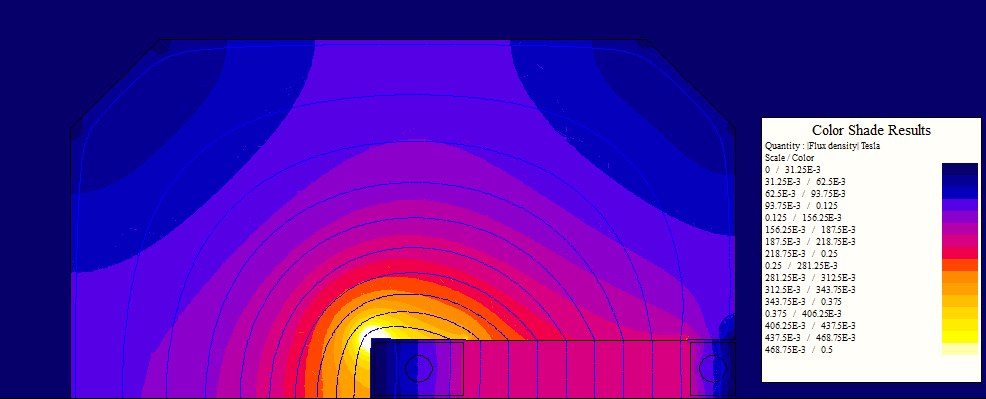 Color Shade Results
Quantity : |Flux density| Tesla
Scale / Color
0 / 31.25E-3
31.25E-3 / 62.5E-3
62.5E-3 / 93.75E-3
93.75E-3 / 0.125
0.125 / 156.25E-3
156.25E-3 / 187.5E-3
187.5E-3 / 218.75E-3
218.75E-3 / 0.25
0.25 / 281.25E-3
281.25E-3 / 312.5E-3
312.5E-3 / 343.75E-3
343.75E-3 / 0.375
0.375 / 406.25E-3
406.25E-3 / 437.5E-3
437.5E-3 / 468.75E-3
468.75E-3 / 0.5